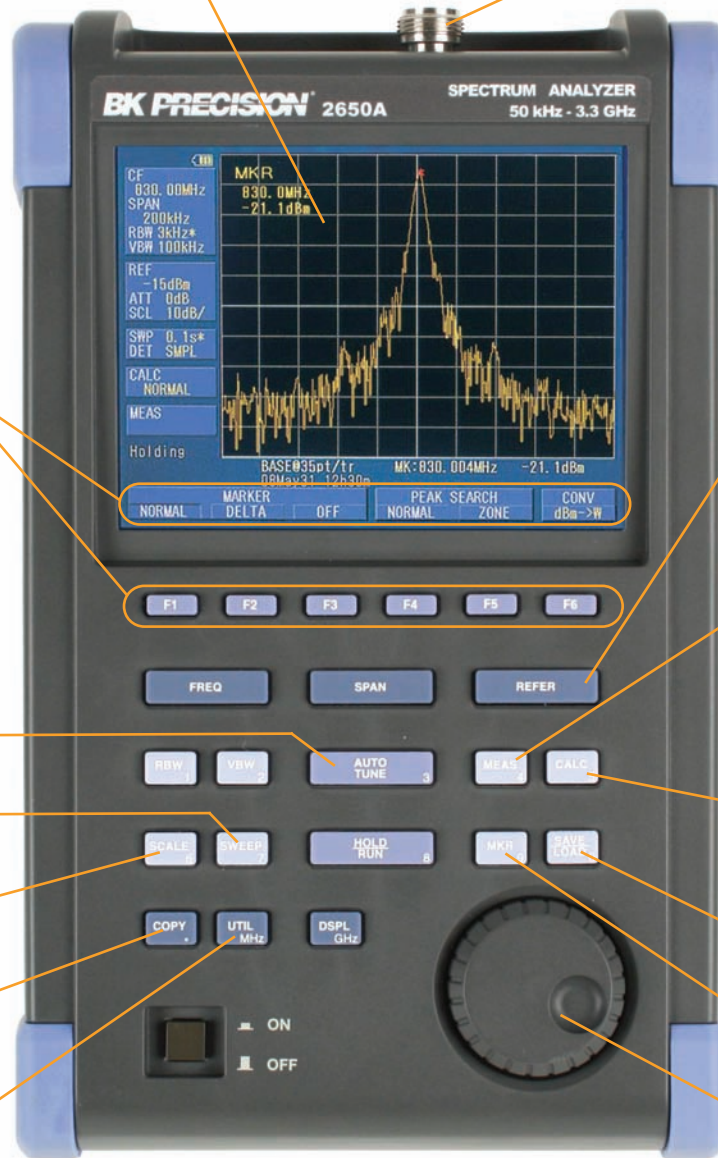 BK PRECISION 2650A
SPECTRUM ANALYZER
50 kHz - 3.3 GHz
CF
830.00MHz
SPAN
200kHz
RBW 3kHz*
VBW 100kHz
REF
-15dBm
ATT 0dB
SCL 10dB/
SWP 0.1s*
DET SMPL
CALC
NORMAL
MEAS
Holding
MKR
830.0MHz
-21.1dBm
MK:830.004MHz -21.1dBm
08May31 12h30m
MARKER PEAK SEARCH CONV
NORMAL DELTA OFF NORMAL ZONE dBm->W
F1 F2 F3 F4 F5 F6
FREQ SPAN REFER
RBW 1 VBW 2 AUTO TUNE 3 MEAS 4 CALC
SCALE 6 SWEEP 7 HOLD RUN 8 MKR SAVE LOAD
COPY . UTIL MHz DSPL GHz
ON
OFF